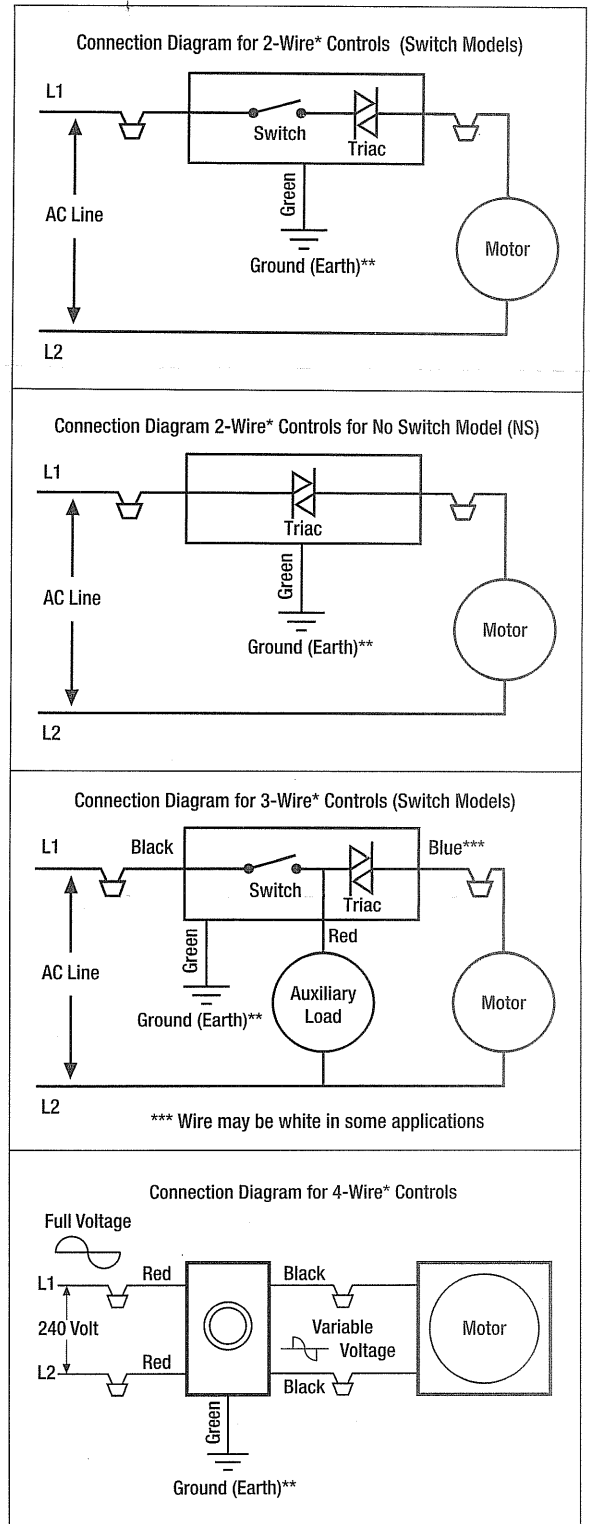 Connection Diagram for 2-Wire* Controls (Switch Models)
L1
Switch
Triac
AC Line
Green
Ground (Earth)**
Motor
L2
Connection Diagram 2-Wire* Controls for No Switch Model (NS)
L1
Triac
AC Line
Green
Ground (Earth)**
Motor
L2
Connection Diagram for 3-Wire* Controls (Switch Models)
L1
Black
Blue***
Switch
Triac
Red
Green
AC Line
Auxiliary
Load
Motor
Ground (Earth)**
L2
*** Wire may be white in some applications
Connection Diagram for 4-Wire* Controls
Full Voltage
Red
Black
L1
240 Volt
Variable
Voltage
Motor
L2
Red
Black
Green
Ground (Earth)**